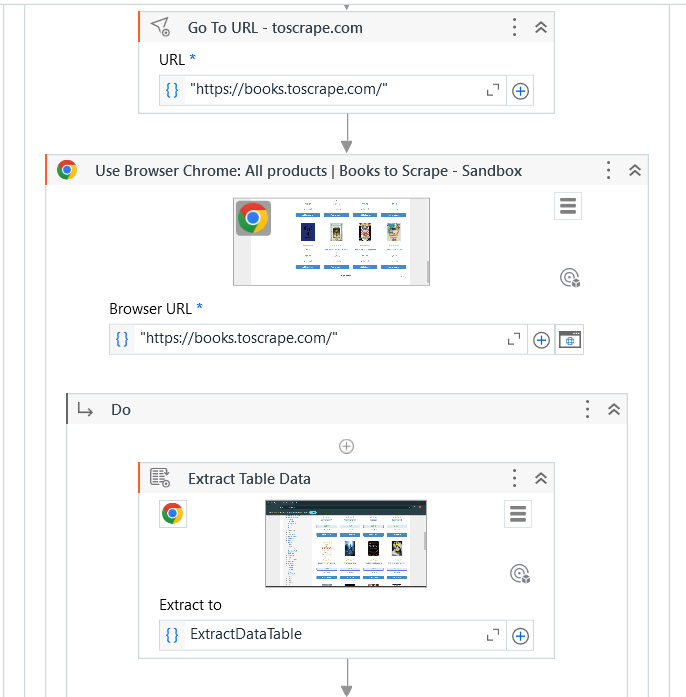 Go To URL - toscrape.com
URL *
{} "https://books.toscrape.com/"
Use Browser Chrome: All products | Books to Scrape - Sandbox
Browser URL *
{} "https://books.toscrape.com/"
Do
Extract Table Data
Extract to
{} ExtractDataTable